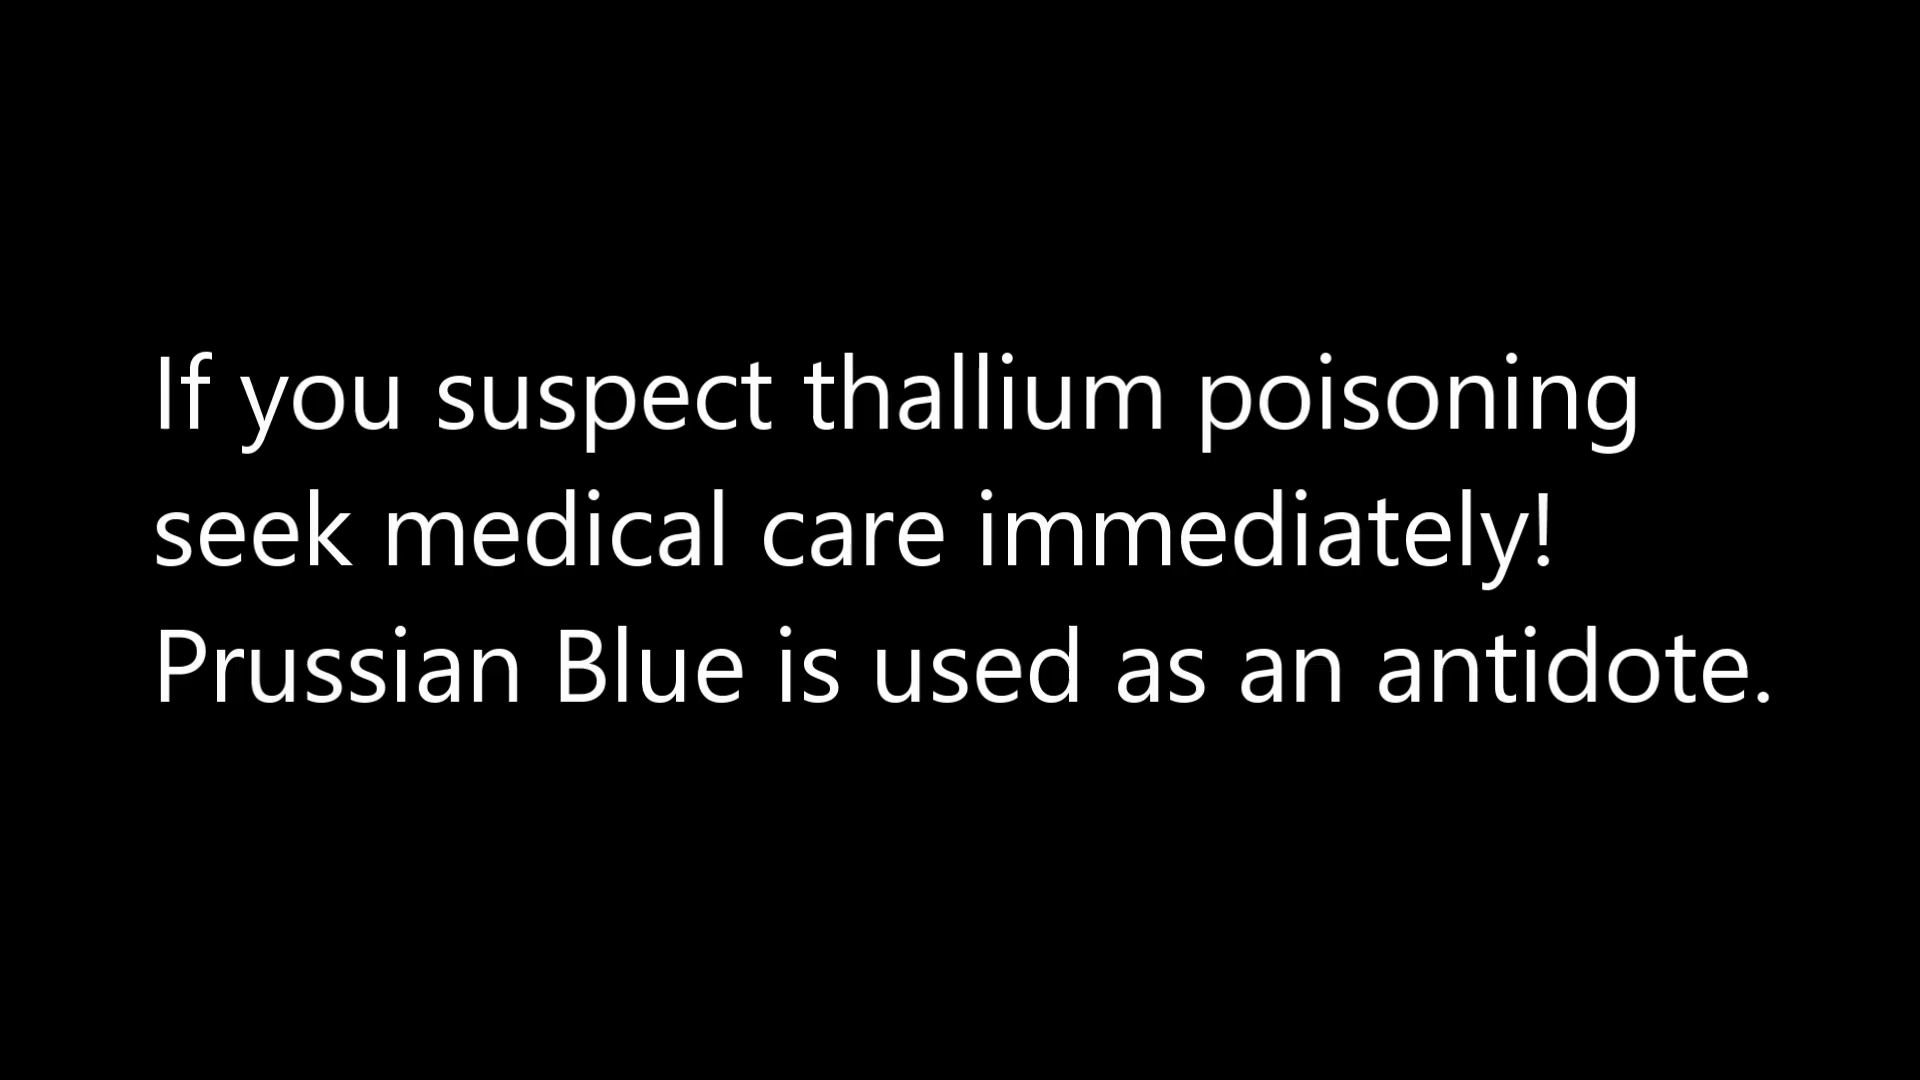 If you suspect thallium poisoning
seek medical care immediately!
Prussian Blue is used as an antidote.